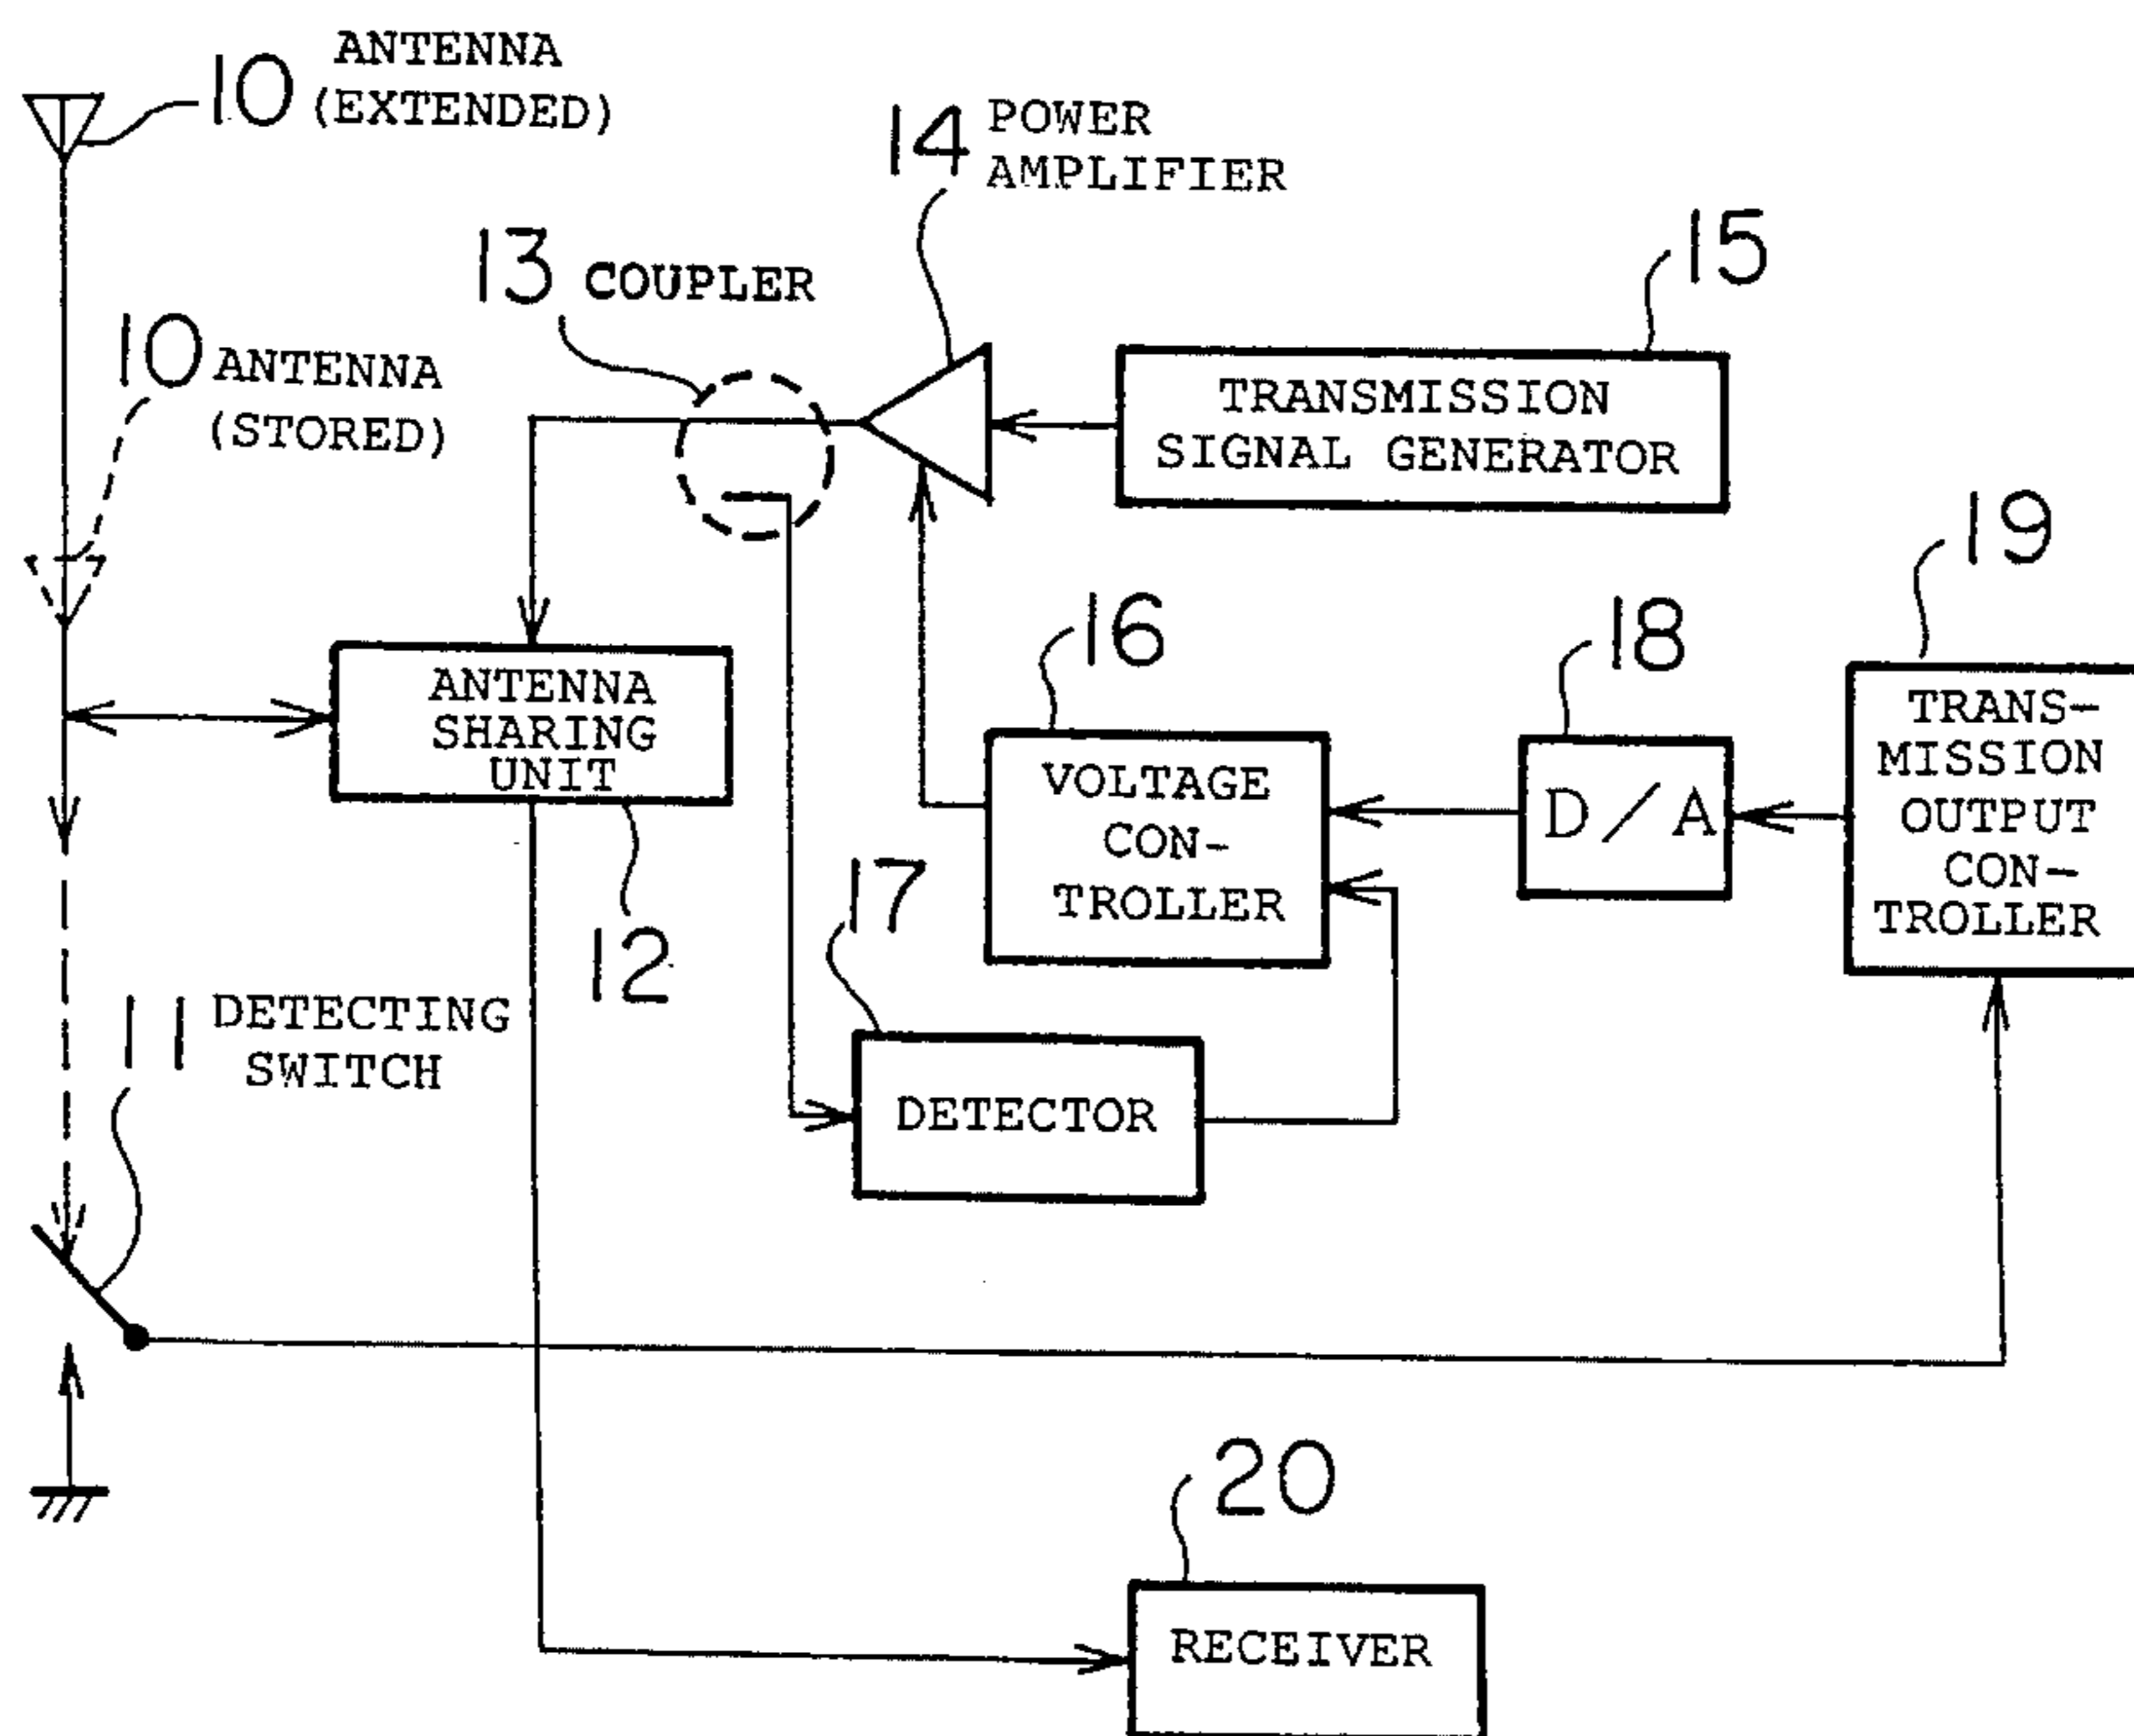 10 ANTENNA
(EXTENDED)
14 POWER
AMPLIFIER
15
13 COUPLER
10 ANTENNA
(STORED)
TRANSMISSION
SIGNAL GENERATOR
19
16
18
ANTENNA
SHARING
UNIT
TRANS-
MISSION
OUTPUT
CON-
TROLLER
VOLTAGE
CON-
TROLLER
D/A
17
12
11 DETECTING
SWITCH
DETECTOR
20
RECEIVER